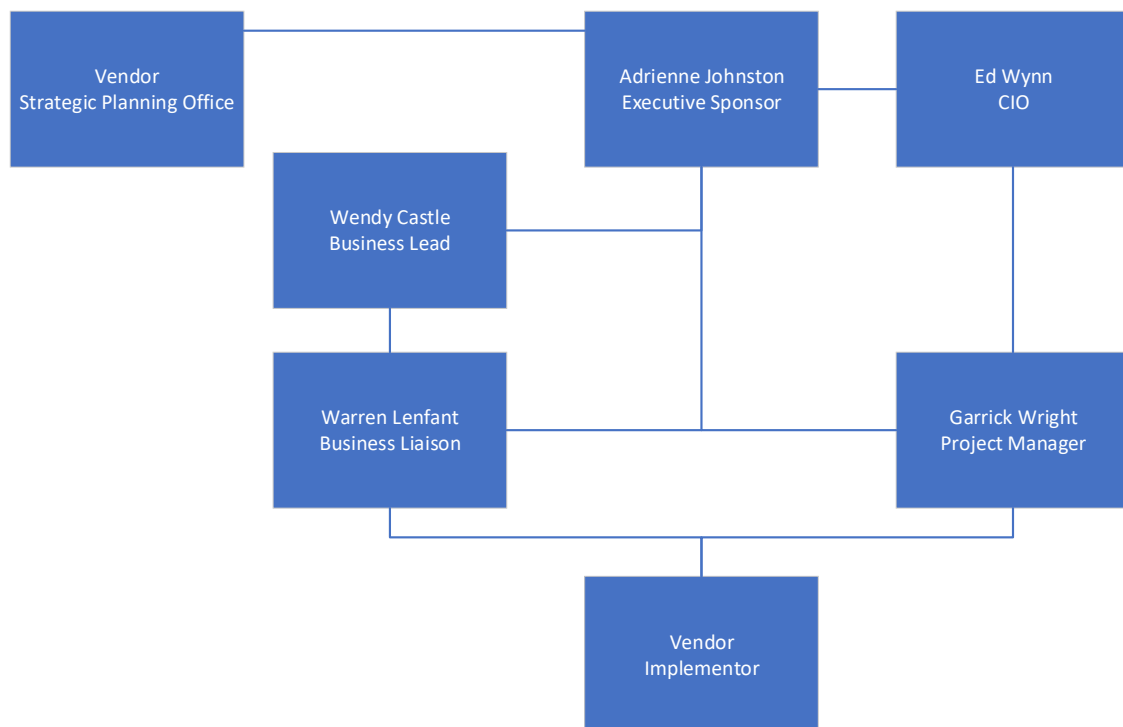 Vendor
Strategic Planning Office
Adrienne Johnston
Executive Sponsor
Ed Wynn
CIO
Wendy Castle
Business Lead
Warren Lenfant
Business Liaison
Garrick Wright
Project Manager
Vendor
Implementor